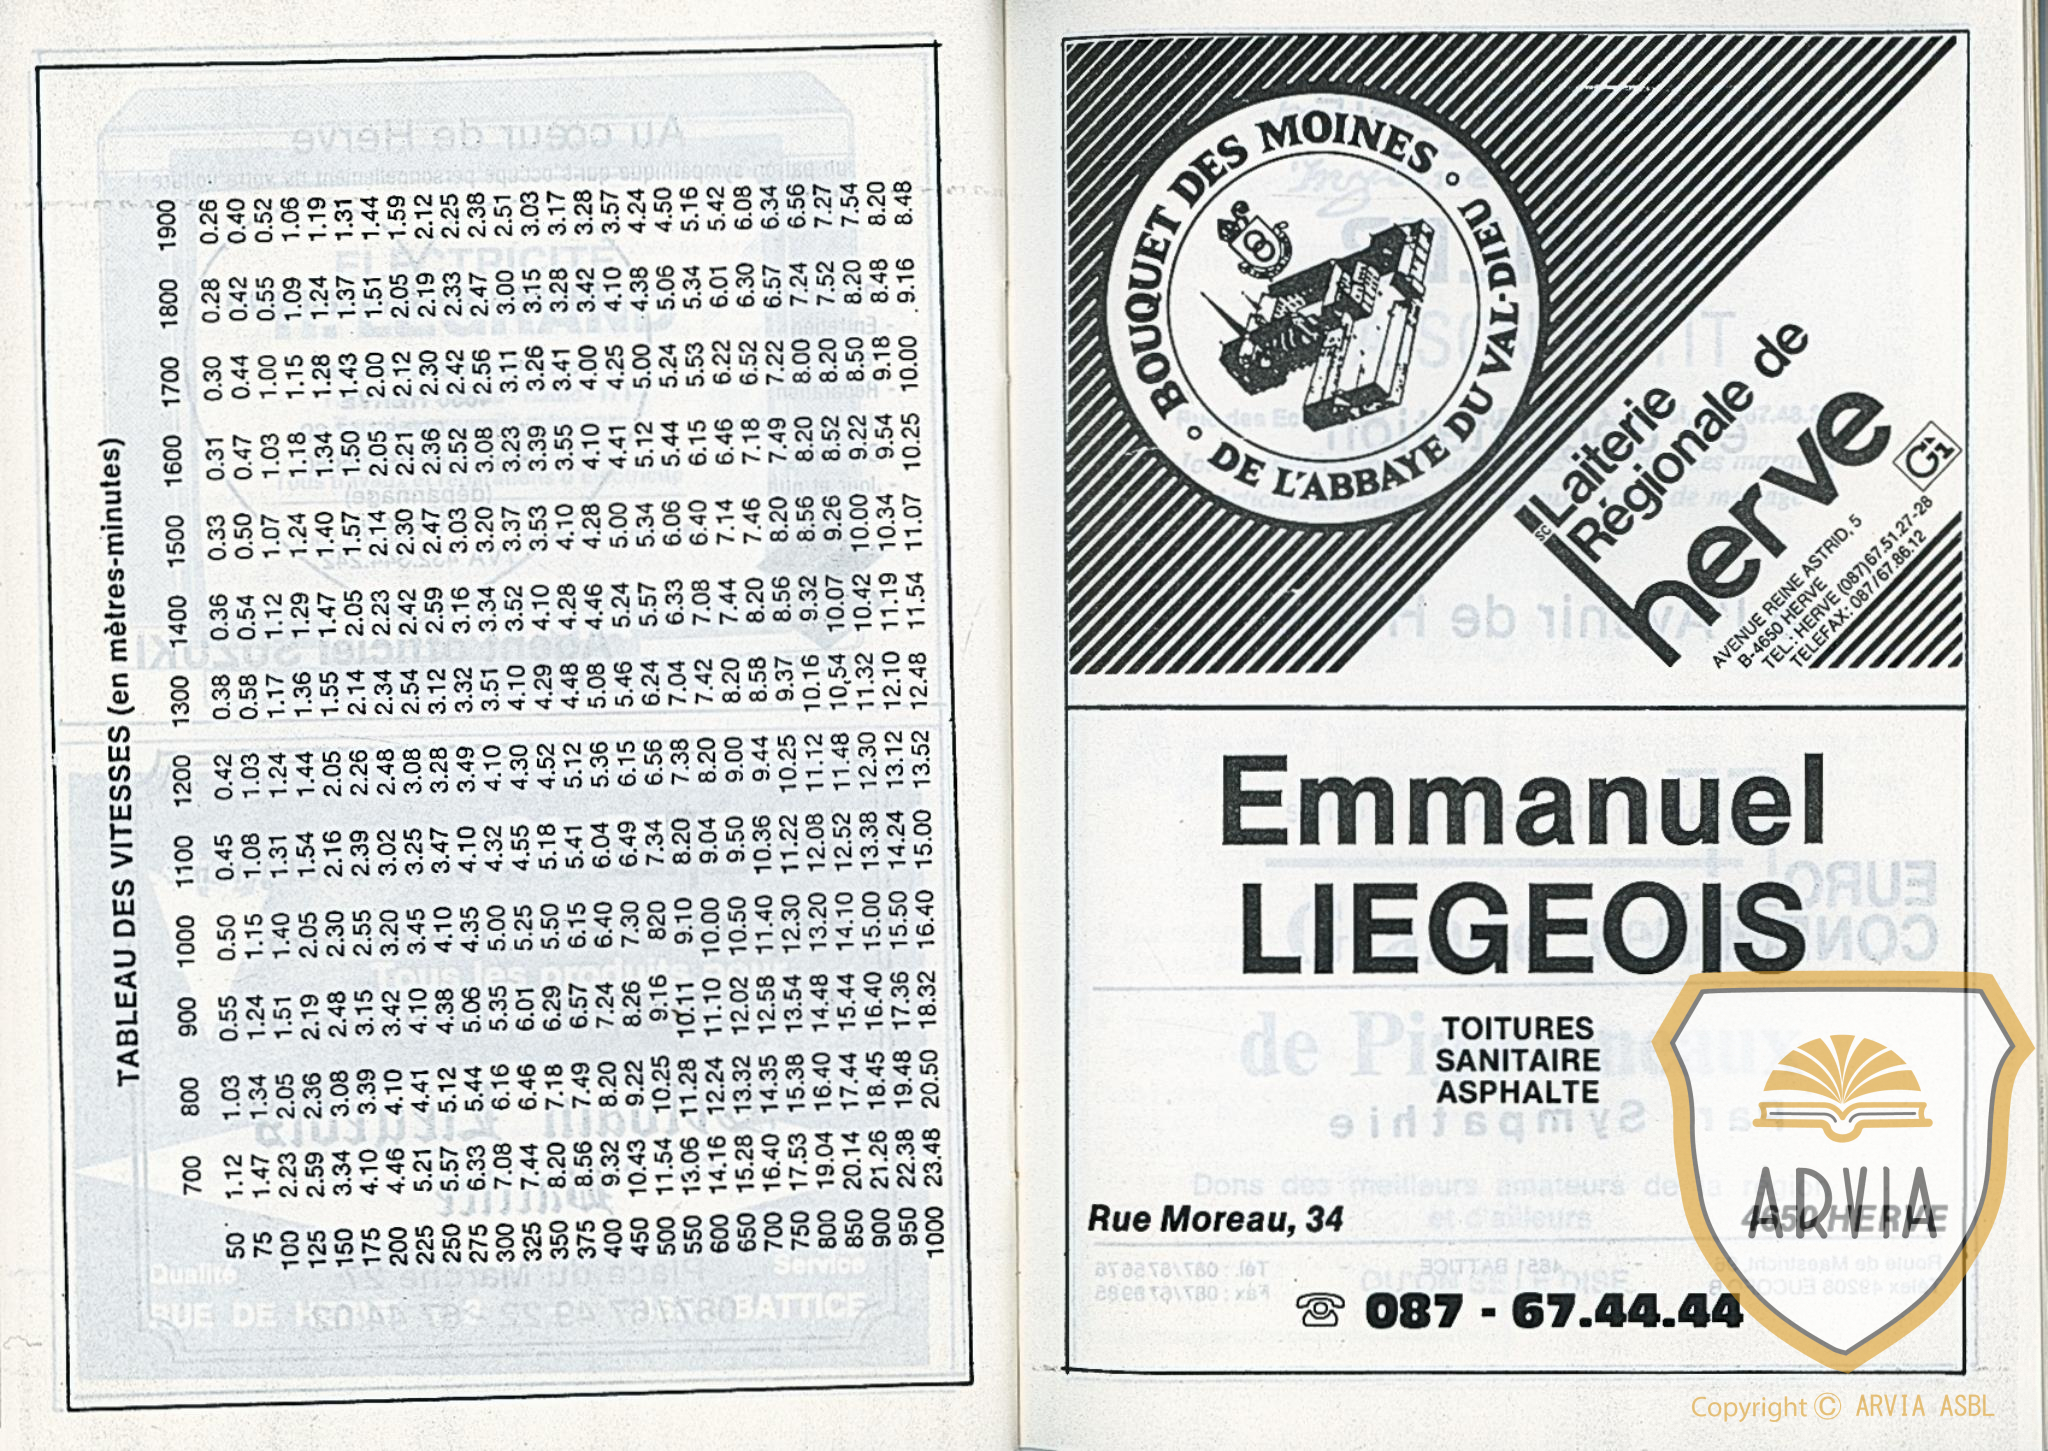 TABLEAU DES VITESSES (en mètres-minutes)
700 800 900 1000 1100 1200 1300 1400 1500 1600 1700 1800 1900
50 1.12 1.03 0.55 0.50 0.45 0.42 0.38 0.36 0.33 0.31 0.30 0.28 0.26
75 1.47 1.34 1.24 1.15 1.08 1.03 0.58 0.54 0.50 0.47 0.44 0.42 0.40
100 2.23 2.05 1.51 1.40 1.31 1.24 1.17 1.12 1.07 1.03 1.00 0.55 0.52
125 2.59 2.36 2.19 2.05 1.54 1.44 1.36 1.29 1.24 1.18 1.15 1.09 1.06
150 3.34 3.08 2.48 2.30 2.16 2.05 1.55 1.47 1.40 1.34 1.28 1.24 1.19
175 4.10 3.39 3.15 2.55 2.39 2.26 2.14 2.05 1.57 1.50 1.43 1.37 1.31
200 4.46 4.10 3.42 3.20 3.02 2.48 2.34 2.23 2.14 2.05 2.00 1.51 1.44
225 5.21 4.41 4.10 3.45 3.25 3.08 2.54 2.42 2.30 2.21 2.12 2.05 1.59
250 5.57 5.12 4.38 4.10 3.47 3.28 3.12 2.59 2.47 2.36 2.30 2.19 2.12
275 6.33 5.44 5.06 4.35 4.10 3.49 3.32 3.16 3.03 2.52 2.42 2.33 2.25
300 7.08 6.16 5.35 5.00 4.32 4.10 3.51 3.34 3.20 3.08 2.56 2.47 2.38
325 7.44 6.46 6.01 5.25 4.55 4.30 4.10 3.52 3.37 3.23 3.11 3.00 2.51
350 8.20 7.18 6.29 5.50 5.18 4.52 4.29 4.10 3.53 3.39 3.26 3.15 3.03
375 8.56 7.49 6.57 6.15 5.41 5.12 4.48 4.28 4.10 3.55 3.41 3.28 3.17
400 9.32 8.20 7.24 6.40 6.04 5.36 5.08 4.46 4.28 4.10 4.00 3.42 3.28
450 10.43 9.22 8.26 7.30 6.49 6.15 5.46 5.24 5.00 4.41 4.25 4.10 3.57
500 11.54 10.25 9.16 820 7.34 6.56 6.24 5.57 5.34 5.12 5.00 4.38 4.24
550 13.06 11.28 10.11 9.10 8.20 7.38 7.04 6.33 6.06 5.44 5.24 5.06 4.50
600 14.16 12.24 11.10 10.00 9.04 8.20 7.42 7.08 6.40 6.15 5.53 5.34 5.16
650 15.28 13.32 12.02 10.50 9.50 9.00 8.20 7.44 7.14 6.46 6.22 6.01 5.42
700 16.40 14.35 12.58 11.40 10.36 9.44 8.58 8.20 7.46 7.18 6.52 6.30 6.08
750 17.53 15.38 13.54 12.30 11.22 10.25 9.37 8.56 8.20 7.49 7.22 6.57 6.34
800 19.04 16.40 14.48 13.20 12.08 11.12 10.16 9.32 8.56 8.20 8.00 7.24 6.56
850 20.14 17.44 15.44 14.10 12.52 11.48 10,54 10.07 9.26 8.52 8.20 7.52 7.27
900 21.26 18.45 16.40 15.00 13.38 12.30 11.32 10.42 10.00 9.22 8.50 8.20 7.54
950 22.38 19.48 17.36 15.50 14.24 13.12 12.10 11.19 10.34 9.54 9.18 8.48 8.20
1000 23.48 20.50 18.32 16.40 15.00 13.52 12.48 11.54 11.07 10.25 10.00 9.16 8.48
BOUQUET DES MOINES
DE L'ABBAYE DU VAL-DIEU
sc Laiterie
Régionale de
herve
Gi
AVENUE REINE ASTRID, 5
B-4650 HERVE
TEL.: HERVE (087) 67.51.27-28
TELEFAX: 087/67.86.12
Emmanuel
LIEGEOIS
TOITURES
SANITAIRE
ASPHALTE
Rue Moreau, 34 4650 HERVE
☏ 087 - 67.44.44
ARVIA
Copyright © ARVIA ASBL